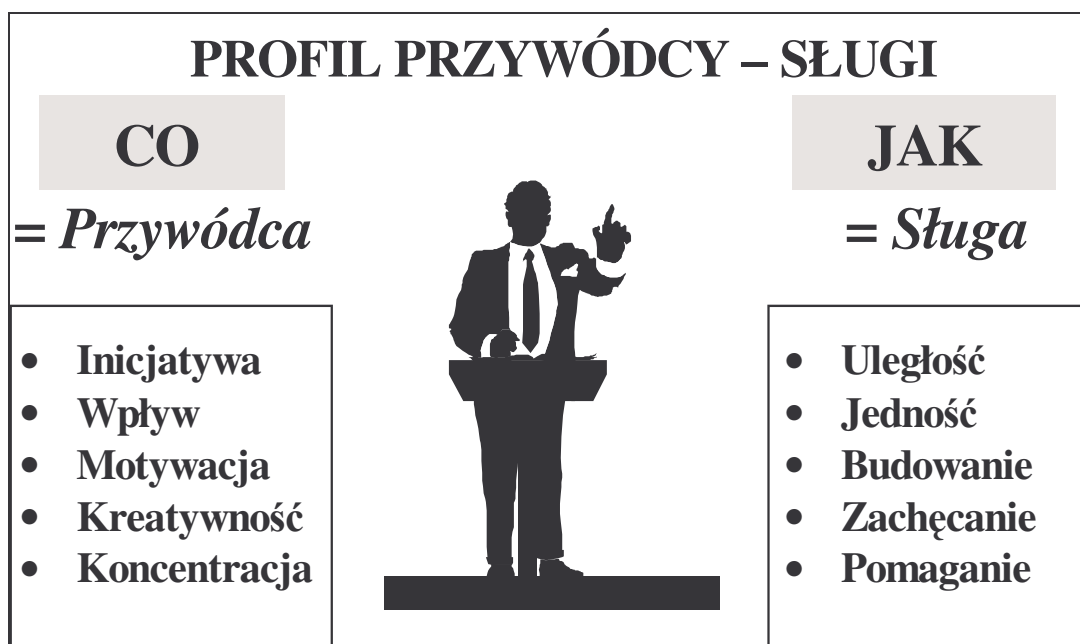 PROFIL PRZYWÓDCY – SŁUGI
CO
= Przywódca
• Inicjatywa
• Wpływ
• Motywacja
• Kreatywność
• Koncentracja
JAK
= Sługa
• Uległość
• Jedność
• Budowanie
• Zachęcanie
• Pomaganie